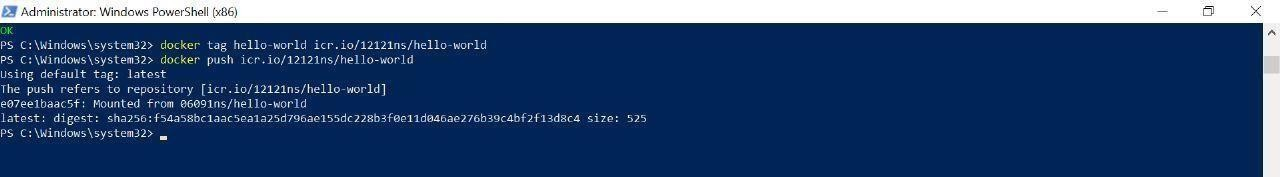 Administrator: Windows PowerShell (x86)
OK
PS C:\Windows\system32> docker tag hello-world icr.io/12121ns/hello-world
PS C:\Windows\system32> docker push icr.io/12121ns/hello-world
Using default tag: latest
The push refers to repository [icr.io/12121ns/hello-world]
e07ee1baac5f: Mounted from 06091ns/hello-world
latest: digest: sha256:f54a58bc1aac5ea1a25d796ae155dc228b3f0e11d046ae276b39c4bf2f13d8c4 size: 525
PS C:\Windows\system32>